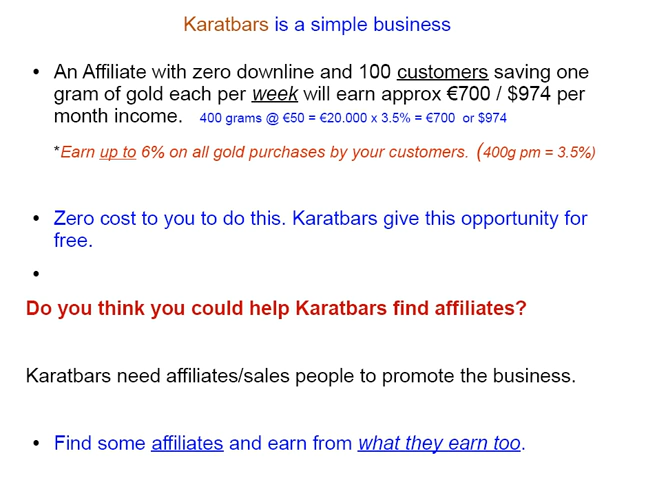 Karatbars is a simple business
• An Affiliate with zero downline and 100 customers saving one
gram of gold each per week will earn approx €700 / $974 per
month income. 400 grams @ €50 = €20.000 x 3.5% = €700 or $974
*Earn up to 6% on all gold purchases by your customers. (400g pm = 3.5%)
• Zero cost to you to do this. Karatbars give this opportunity for
free.
•
Do you think you could help Karatbars find affiliates?
Karatbars need affiliates/sales people to promote the business.
• Find some affiliates and earn from what they earn too.